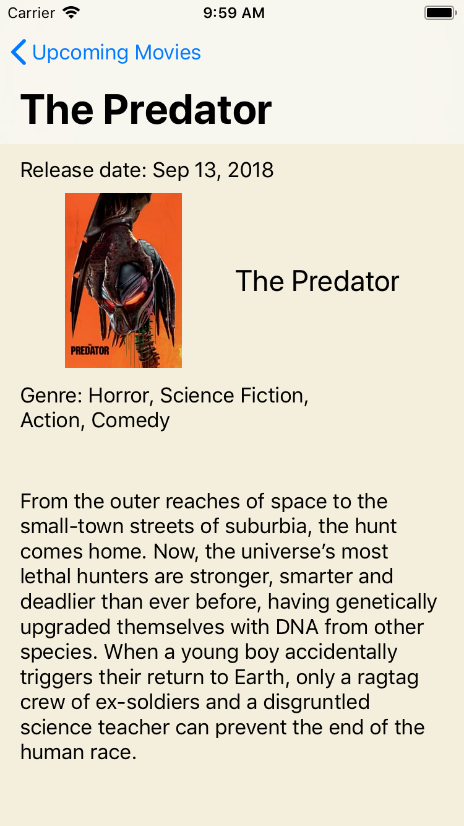 Carrier 9:59 AM
Upcoming Movies
The Predator
Release date: Sep 13, 2018
THE
PREDATOR
The Predator
Genre: Horror, Science Fiction,
Action, Comedy
From the outer reaches of space to the
small-town streets of suburbia, the hunt
comes home. Now, the universe’s most
lethal hunters are stronger, smarter and
deadlier than ever before, having genetically
upgraded themselves with DNA from other
species. When a young boy accidentally
triggers their return to Earth, only a ragtag
crew of ex-soldiers and a disgruntled
science teacher can prevent the end of the
human race.